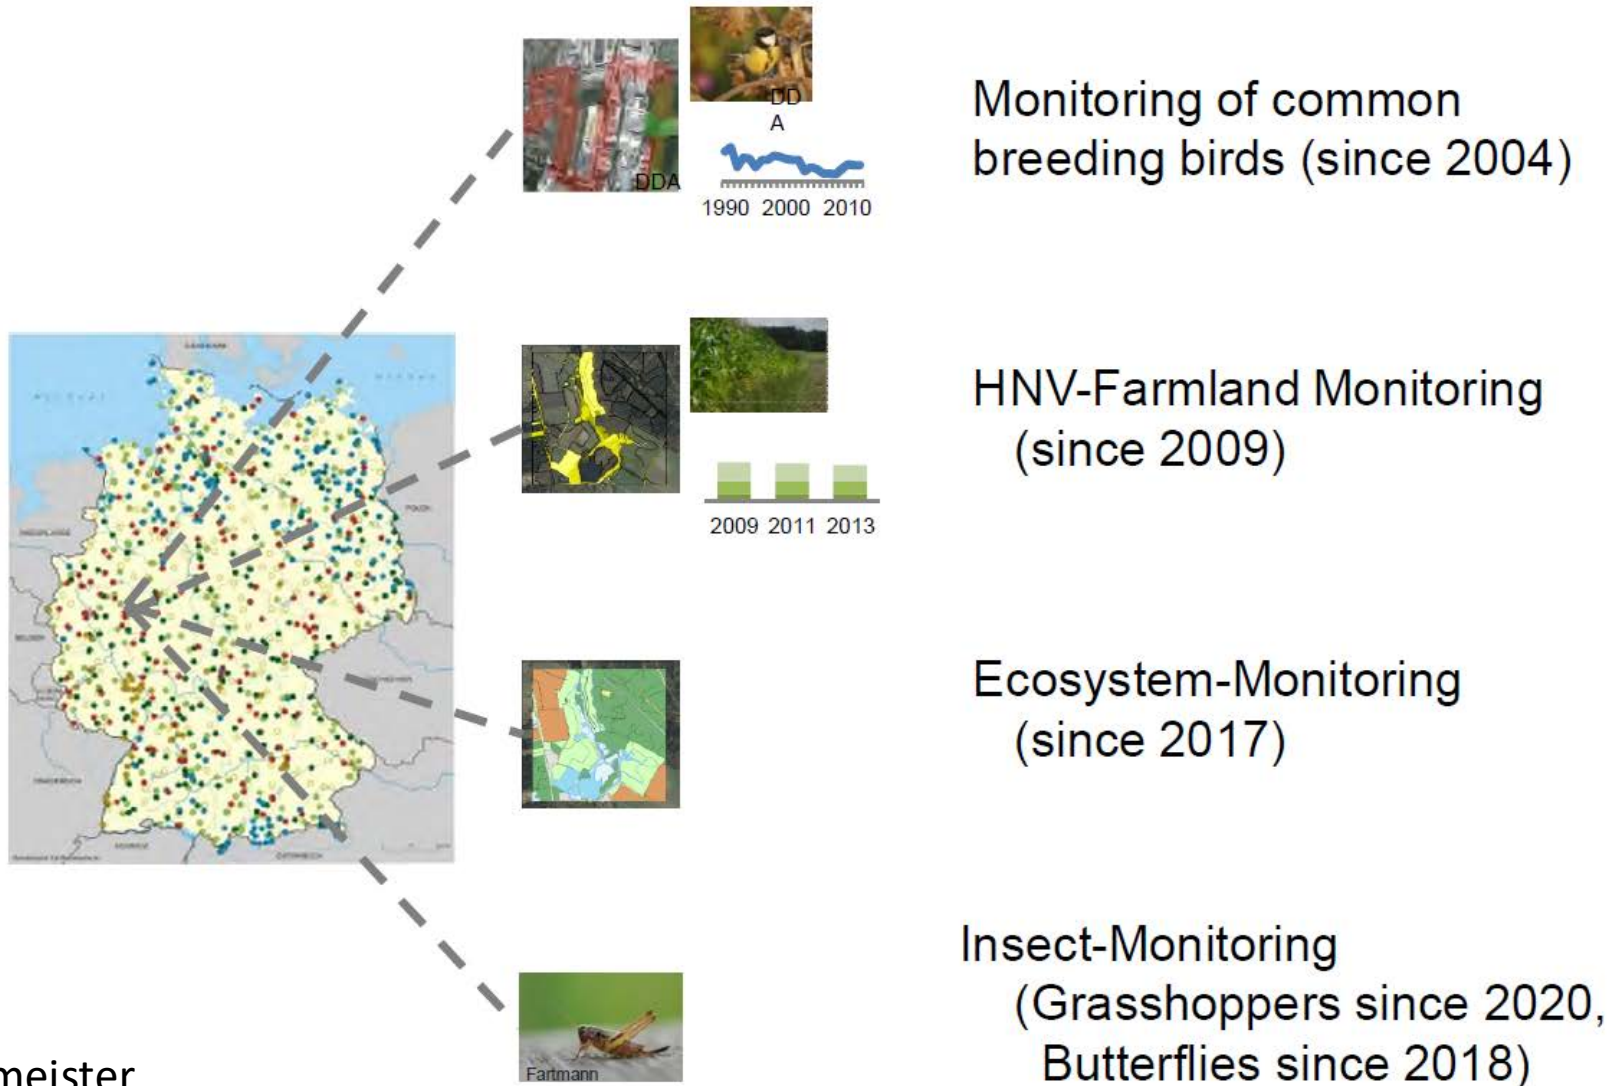 DD
A
DDA
1990 2000 2010
Monitoring of common
breeding birds (since 2004)
HNV-Farmland Monitoring
(since 2009)
2009 2011 2013
Ecosystem-Monitoring
(since 2017)
Insect-Monitoring
(Grasshoppers since 2020,
Butterflies since 2018)
Fartmann
meister